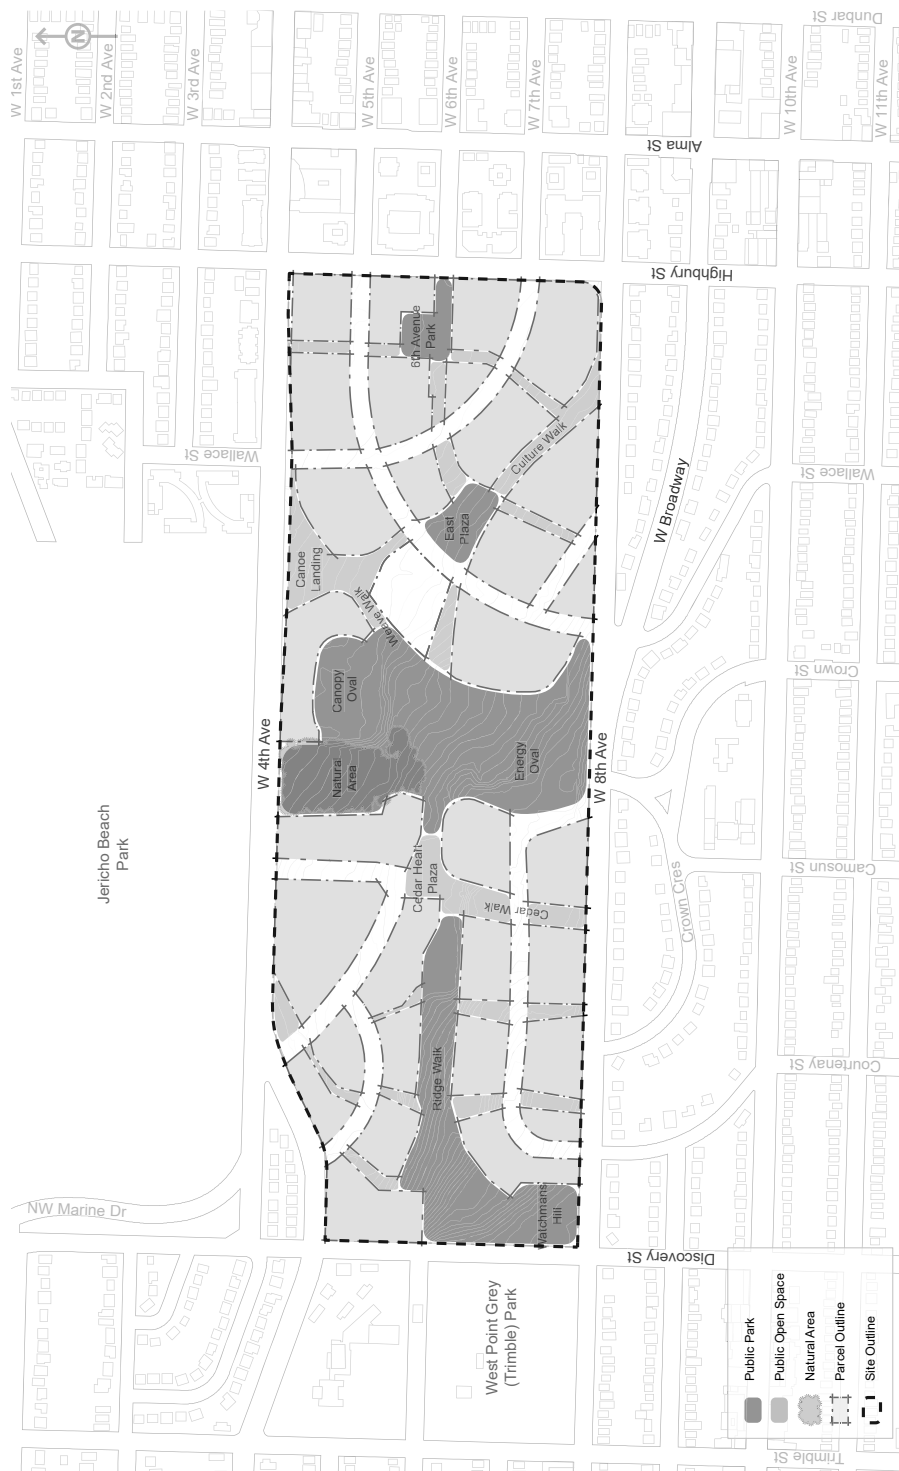 Dunbar St
W 1st Ave
W 2nd Ave
W 3rd Ave
W 5th Ave
W 6th Ave
W 7th Ave
W 10th Ave
W 11th Ave
N
Alma St
Highbury St
6th Avenue
Park
Wallace St
Wallace St
Culture Walk
W Broadway
East
Plaza
Canoe
Landing
Weave Walk
Crown St
Canopy
Oval
W 4th Ave
W 8th Ave
Natural
Area
Energy
Oval
Jericho Beach
Park
Cedar Heart
Plaza
Cedar Walk
Camosun St
Crown Cres
Ridge Walk
Courtenay St
NW Marine Dr
Watchmans
Hill
Discovery St
West Point Grey
(Trimble) Park
Trimble St
Public Park
Public Open Space
Natural Area
Parcel Outline
Site Outline